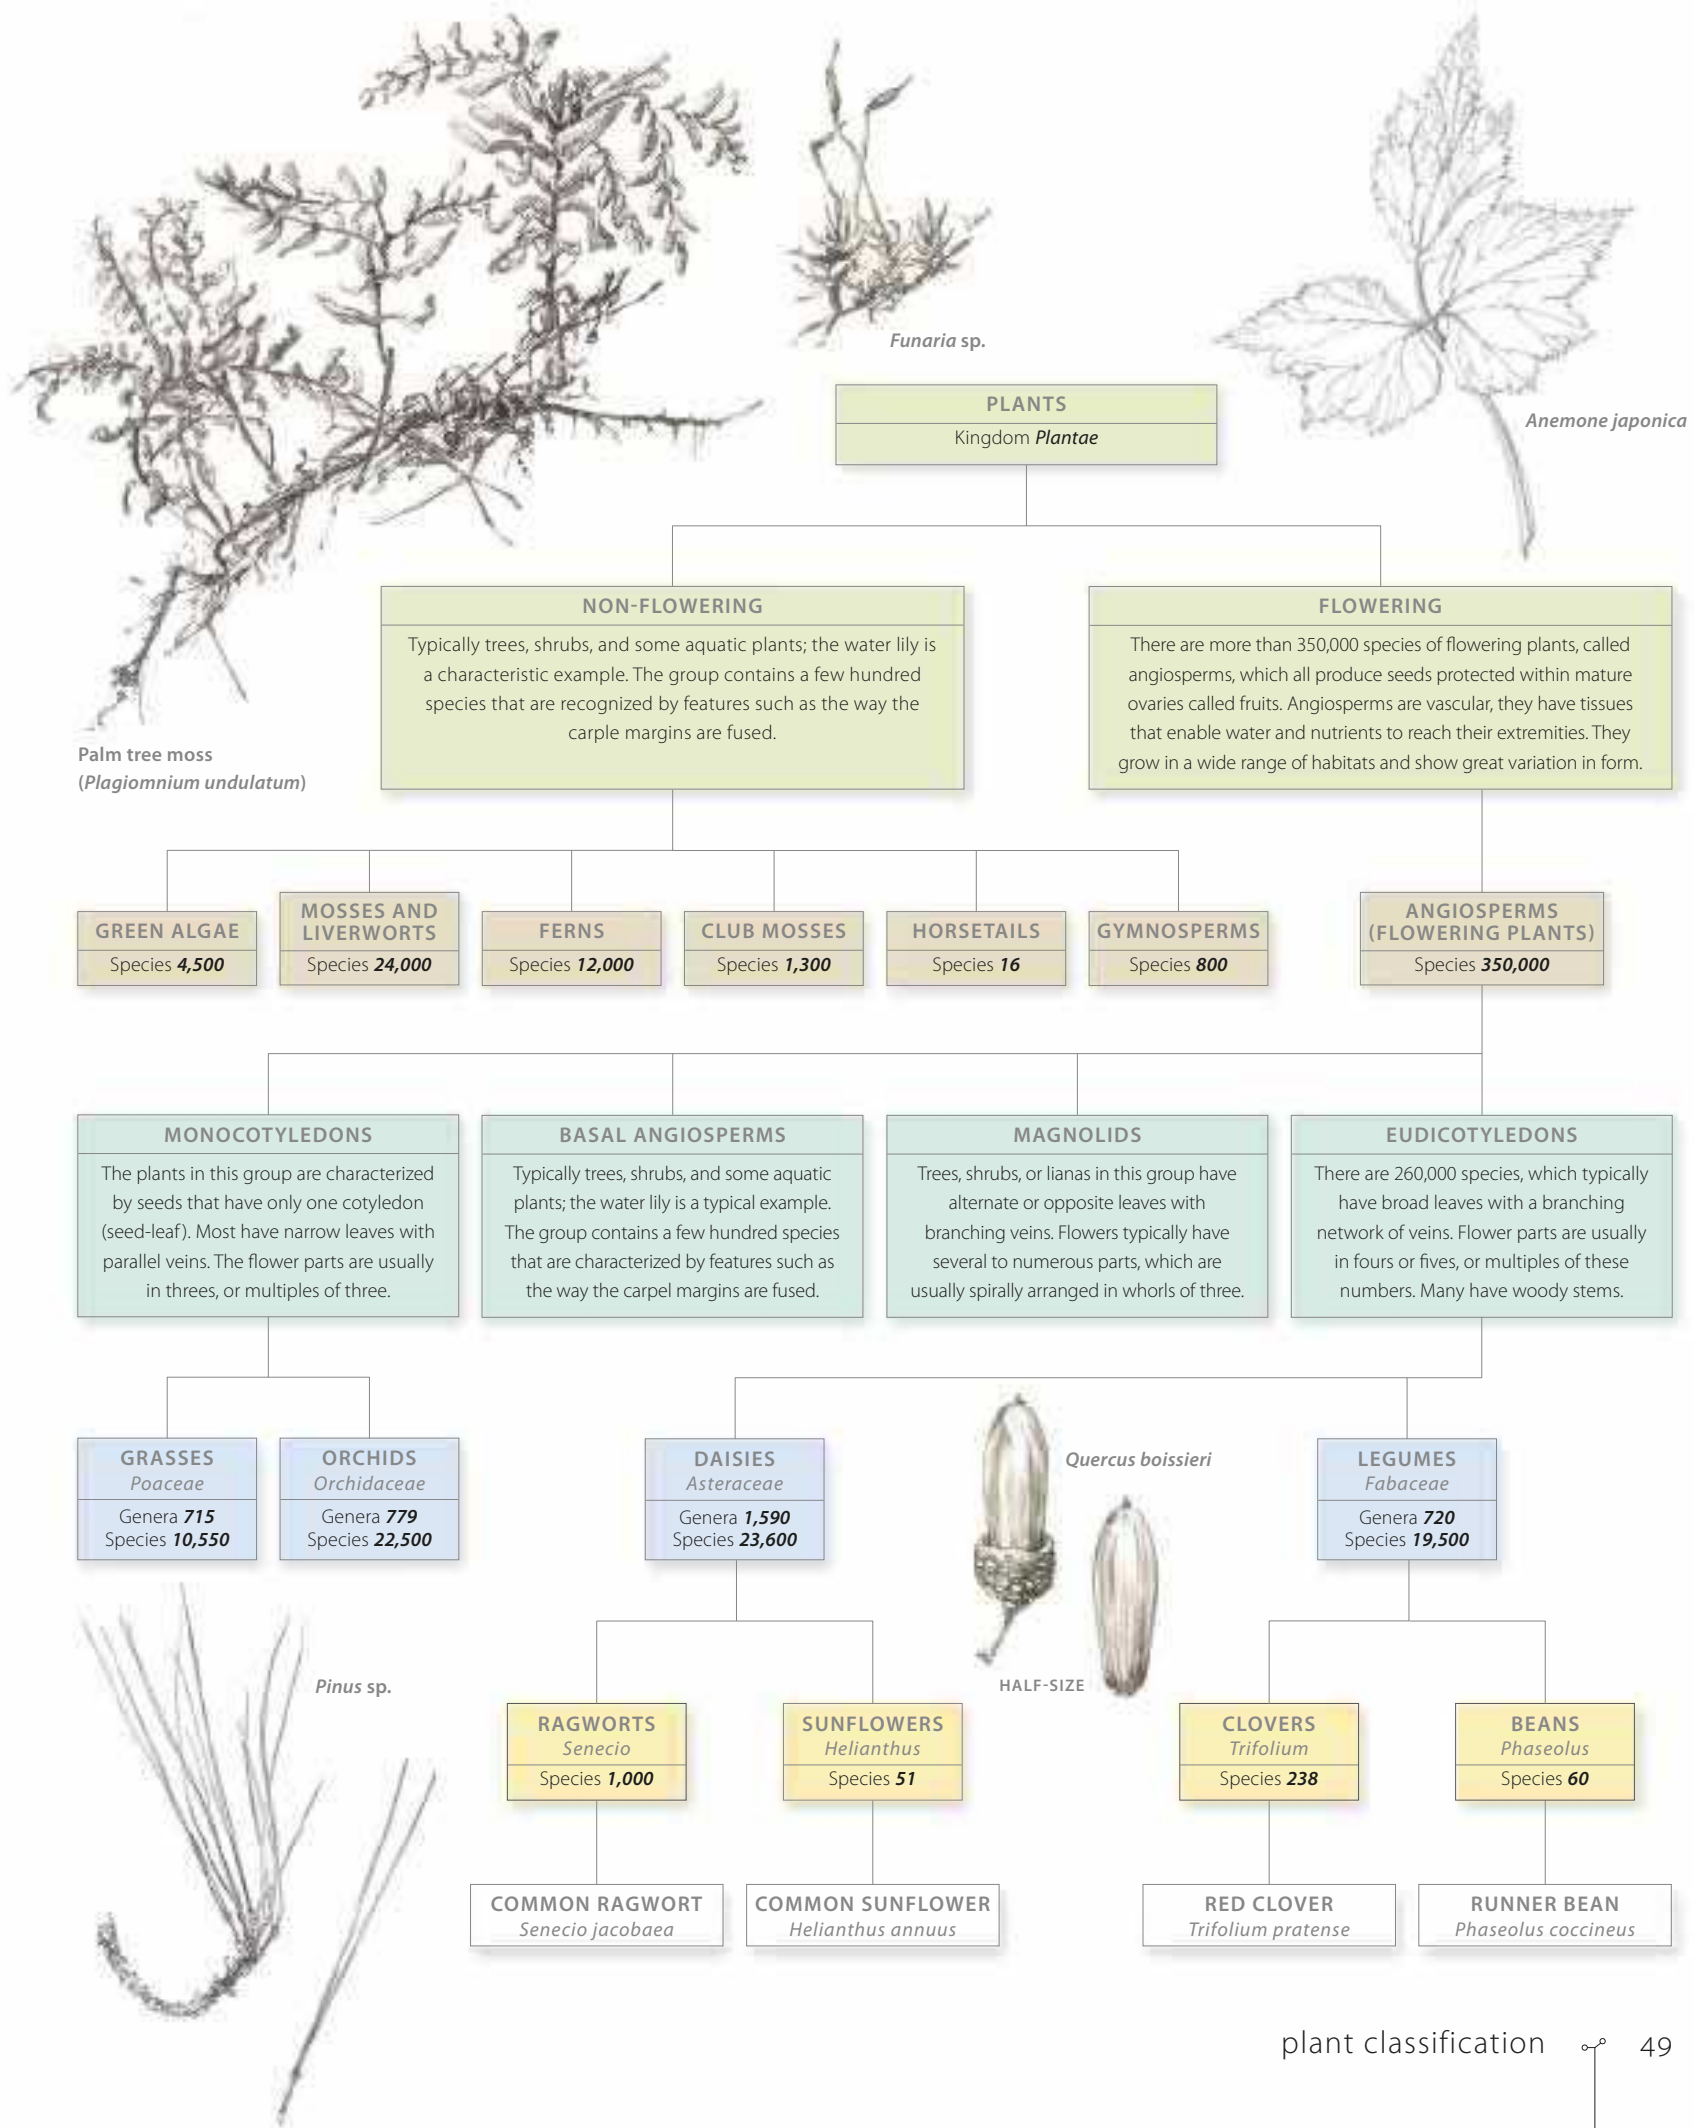 Funaria sp.
PLANTS
Kingdom Plantae
Anemone japonica
NON-FLOWERING
Typically trees, shrubs, and some aquatic plants; the water lily is
a characteristic example. The group contains a few hundred
species that are recognized by features such as the way the
carple margins are fused.
FLOWERING
There are more than 350,000 species of flowering plants, called
angiosperms, which all produce seeds protected within mature
ovaries called fruits. Angiosperms are vascular, they have tissues
that enable water and nutrients to reach their extremities. They
grow in a wide range of habitats and show great variation in form.
Palm tree moss
(Plagiomnium undulatum)
GREEN ALGAE
Species 4,500
MOSSES AND
LIVERWORTS
Species 24,000
FERNS
Species 12,000
CLUB MOSSES
Species 1,300
HORSETAILS
Species 16
GYMNOSPERMS
Species 800
ANGIOSPERMS
(FLOWERING PLANTS)
Species 350,000
MONOCOTYLEDONS
The plants in this group are characterized
by seeds that have only one cotyledon
(seed-leaf). Most have narrow leaves with
parallel veins. The flower parts are usually
in threes, or multiples of three.
BASAL ANGIOSPERMS
Typically trees, shrubs, and some aquatic
plants; the water lily is a typical example.
The group contains a few hundred species
that are characterized by features such as
the way the carpel margins are fused.
MAGNOLIDS
Trees, shrubs, or lianas in this group have
alternate or opposite leaves with
branching veins. Flowers typically have
several to numerous parts, which are
usually spirally arranged in whorls of three.
EUDICOTYLEDONS
There are 260,000 species, which typically
have broad leaves with a branching
network of veins. Flower parts are usually
in fours or fives, or multiples of these
numbers. Many have woody stems.
GRASSES
Poaceae
Genera 715
Species 10,550
ORCHIDS
Orchidaceae
Genera 779
Species 22,500
DAISIES
Asteraceae
Genera 1,590
Species 23,600
Quercus boissieri
LEGUMES
Fabaceae
Genera 720
Species 19,500
Pinus sp.
HALF-SIZE
RAGWORTS
Senecio
Species 1,000
SUNFLOWERS
Helianthus
Species 51
CLOVERS
Trifolium
Species 238
BEANS
Phaseolus
Species 60
COMMON RAGWORT
Senecio jacobaea
COMMON SUNFLOWER
Helianthus annuus
RED CLOVER
Trifolium pratense
RUNNER BEAN
Phaseolus coccineus
plant classification 49